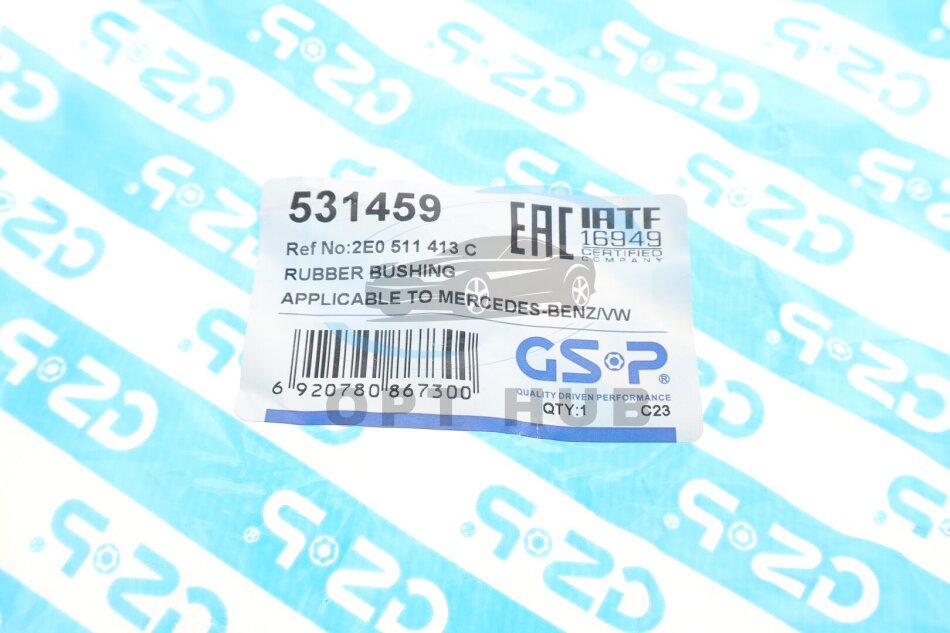 531459
EAC
IATF
16949
CERTIFIED
COMPANY
Ref No:2E0 511 413 C
RUBBER BUSHING
APPLICABLE TO MERCEDES-BENZ/VW
6 920780 867300
GSP®
QUALITY DRIVEN PERFORMANCE
QTY:1 C23
OPT HUB